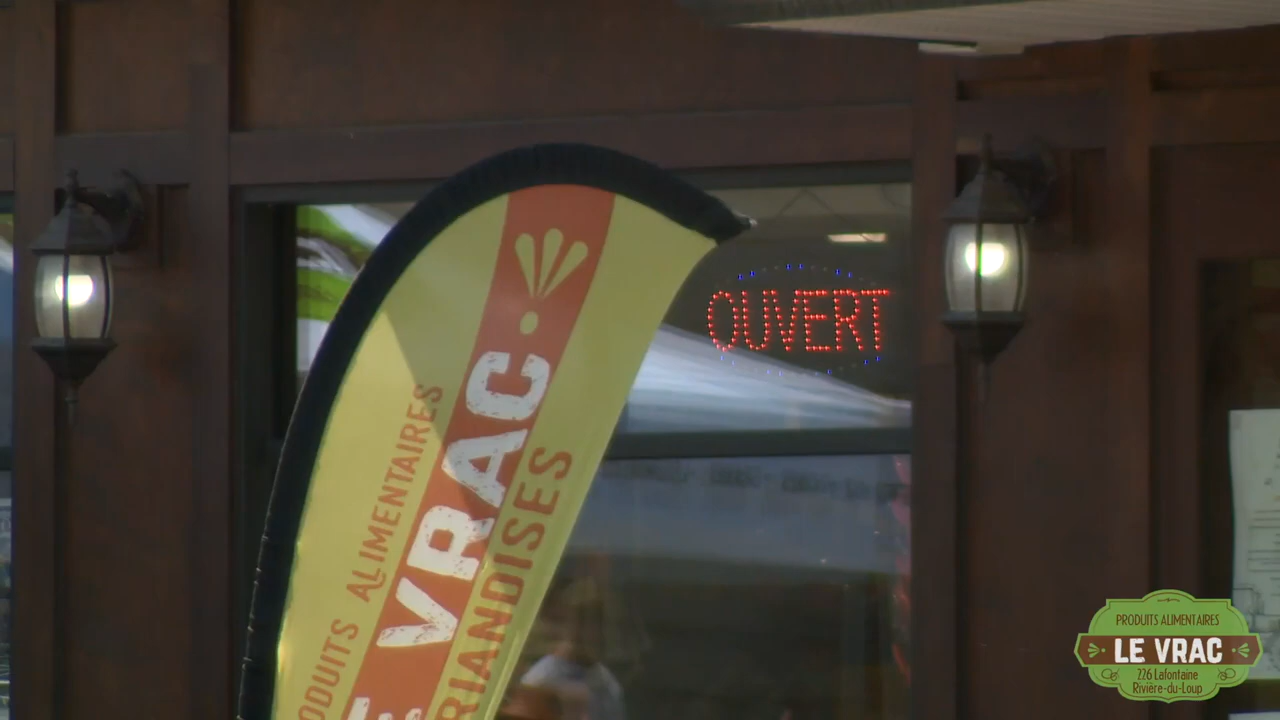 OUVERT
PRODUITS ALIMENTAIRES
VRAC
FRIANDISES
PRODUITS ALIMENTAIRES
LE VRAC
226 Lafontaine
Rivière-du-Loup